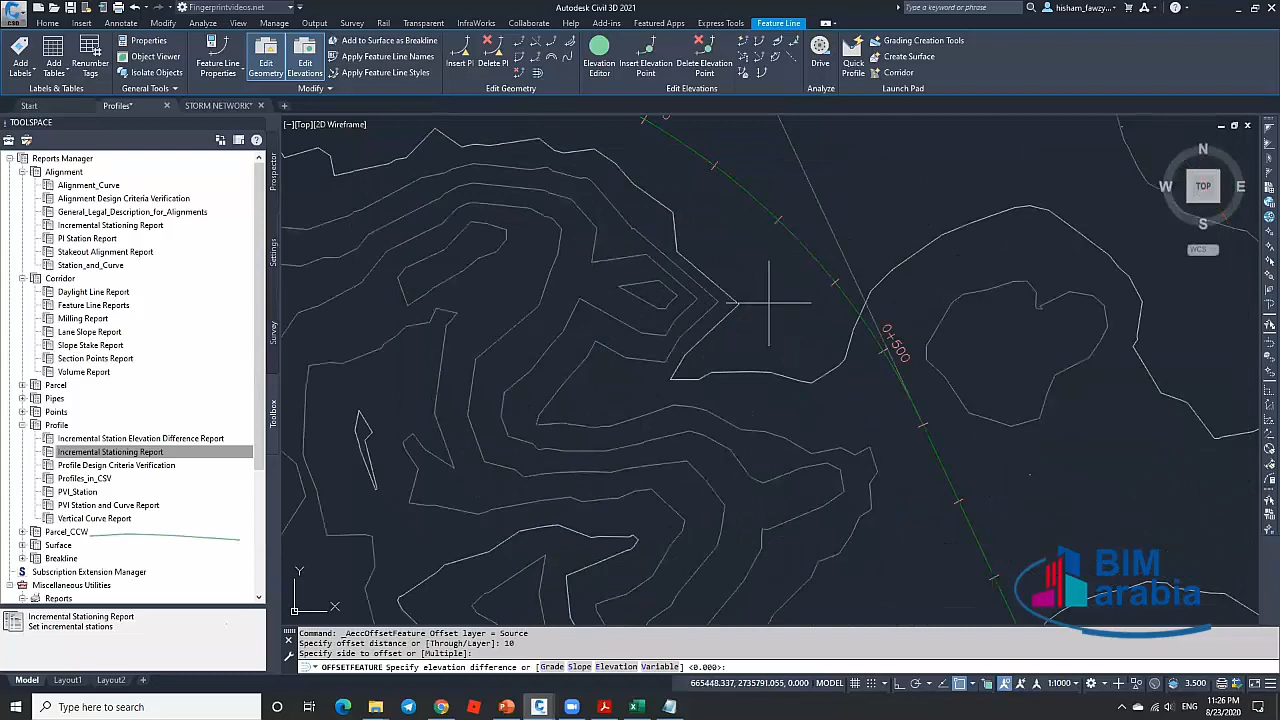 Fingerprintvideos.net
Autodesk Civil 3D 2021
Type a keyword or phrase
hisham_fawzy...
Home Insert Annotate Modify Analyze View Manage Output Survey Rail Transparent InfraWorks Collaborate Help Add-ins Featured Apps Express Tools Feature Line
Add Labels
Add Tables
Renumber Tags
Properties
Object Viewer
Isolate Objects
Feature Line Properties
Edit Geometry
Edit Elevations
Add to Surface as Breakline
Apply Feature Line Names
Apply Feature Line Styles
Insert PI
Delete PI
Elevation Editor
Insert Elevation Point
Delete Elevation Point
Drive
Quick Profile
Grading Creation Tools
Create Surface
Corridor
Labels & Tables
General Tools
Modify
Edit Geometry
Edit Elevations
Analyze
Launch Pad
Start
Profiles*
STORM NETWORK*
TOOLSPACE
[−][Top][2D Wireframe]
Reports Manager
Alignment
Alignment_Curve
Alignment Design Criteria Verification
General_Legal_Description_for_Alignments
Incremental Stationing Report
PI Station Report
Stakeout Alignment Report
Station_and_Curve
Corridor
Daylight Line Report
Feature Line Reports
Milling Report
Lane Slope Report
Slope Stake Report
Section Points Report
Volume Report
Parcel
Pipes
Points
Profile
Incremental Station Elevation Difference Report
Incremental Stationing Report
Profile Design Criteria Verification
Profiles_in_CSV
PVI_Station
PVI Station and Curve Report
Vertical Curve Report
Parcel_CCW
Surface
Breakline
Subscription Extension Manager
Miscellaneous Utilities
Reports
Prospector
Settings
Survey
Toolbox
Incremental Stationing Report
Set incremental stations
N
W TOP E
S
WCS
0+500
Y
X
BIM
arabia
Command: _AeccOffsetFeature Offset layer = Source
Specify offset distance or [Through/Layer]: 10
Specify side to offset or [Multiple]:
OFFSETFEATURE Specify elevation difference or [Grade Slope Elevation Variable] <0.000>:
Model Layout1 Layout2
665448.337, 2735791.055, 0.000 MODEL
1:1000
3.500
Type here to search
ENG
11:26 PM
8/23/2020